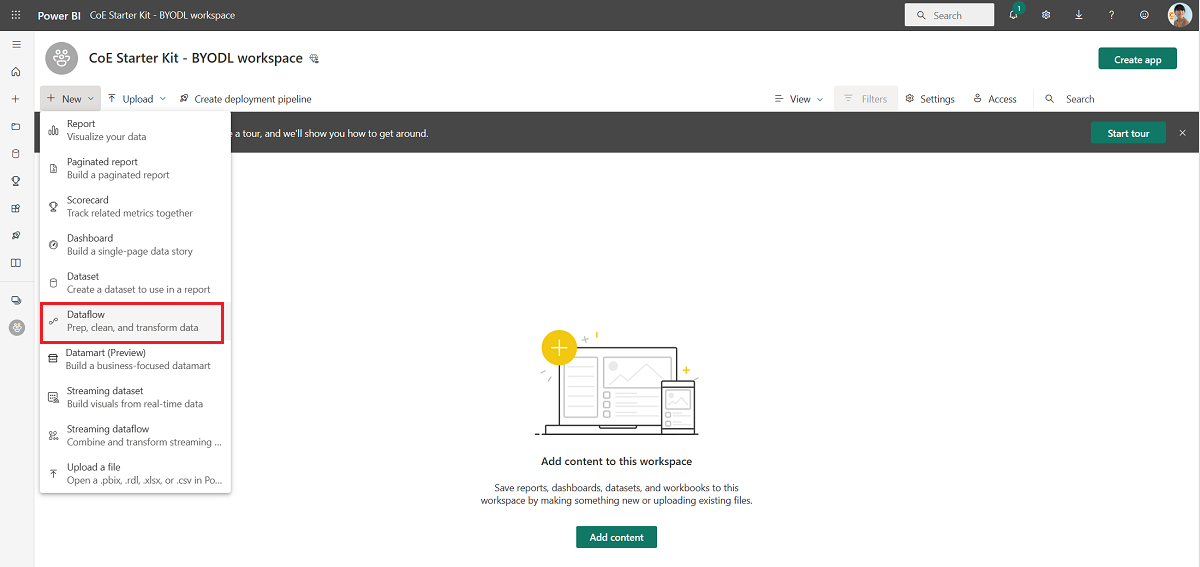 Power BI CoE Starter Kit - BYODL workspace Search 1 ?
CoE Starter Kit - BYODL workspace Create app
New Upload Create deployment pipeline View Filters Settings Access Search
e a tour, and we'll show you how to get around. Start tour
Report
Visualize your data
Paginated report
Build a paginated report
Scorecard
Track related metrics together
Dashboard
Build a single-page data story
Dataset
Create a dataset to use in a report
Dataflow
Prep, clean, and transform data
Datamart (Preview)
Build a business-focused datamart
Streaming dataset
Build visuals from real-time data
Streaming dataflow
Combine and transform streaming ...
Upload a file
Open a .pbix, .rdl, .xlsx, or .csv in Po...
Add content to this workspace
Save reports, dashboards, datasets, and workbooks to this
workspace by making something new or uploading existing files.
Add content